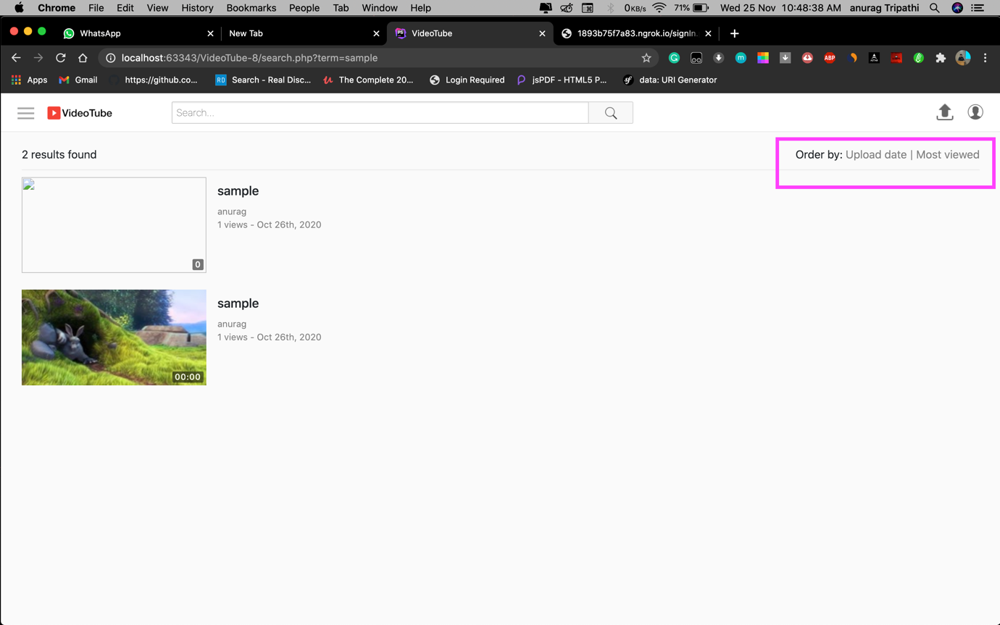 Chrome File Edit View History Bookmarks People Tab Window Help 0KB/s 71% Wed 25 Nov 10:48:38 AM anurag Tripathi
WhatsApp New Tab VideoTube 1893b75f7a83.ngrok.io/signIn.
localhost:63343/VideoTube-8/search.php?term=sample ABP
Apps Gmail https://github.co... RD Search - Real Disc... The Complete 20... Login Required jsPDF - HTML5 P... sf data: URI Generator
VideoTube Search...
2 results found Order by: Upload date | Most viewed
sample
anurag
1 views - Oct 26th, 2020
0
sample
anurag
1 views - Oct 26th, 2020
00:00